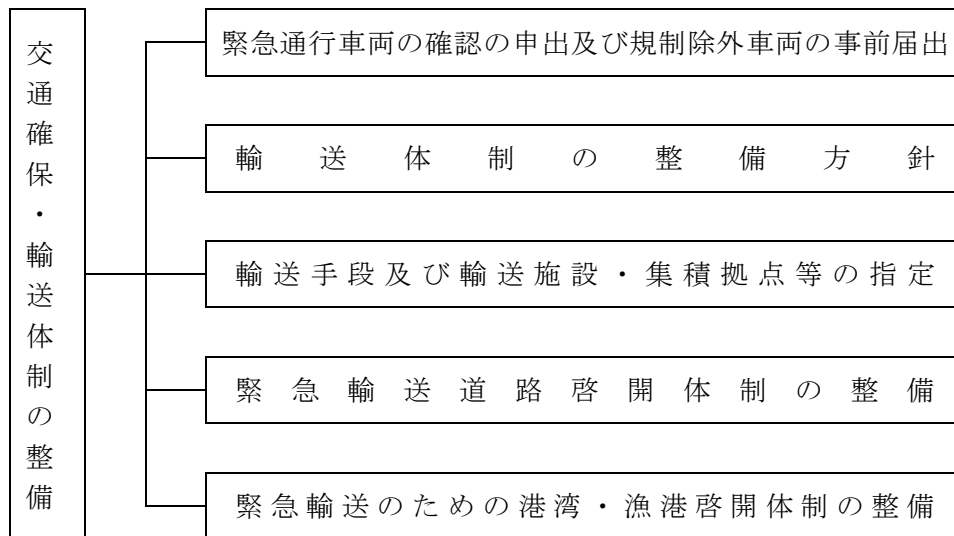 交通確保・輸送体制の整備
緊急通行車両の確認の申出及び規制除外車両の事前届出
輸送体制の整備方針
輸送手段及び輸送施設・集積拠点等の指定
緊急輸送道路啓開体制の整備
緊急輸送のための港湾・漁港啓開体制の整備